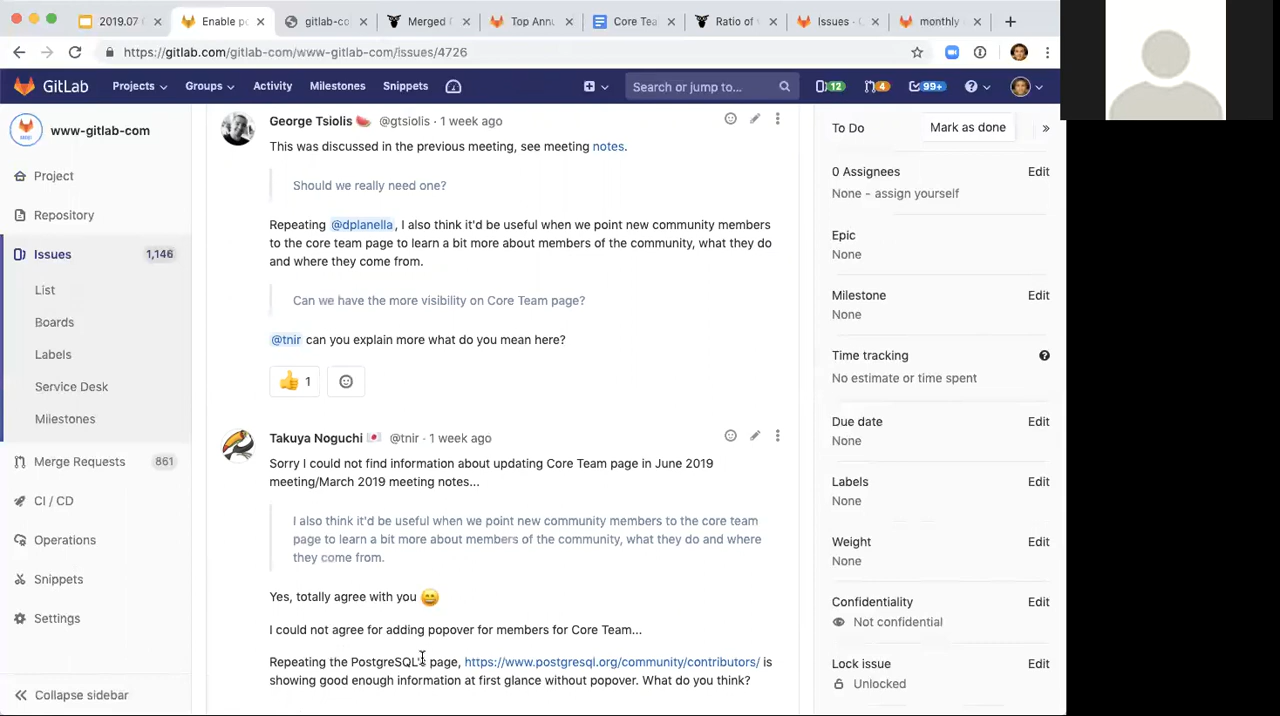 2019.07
Enable p
gitlab-co
Merged
Top Ann
Core Tea
Ratio of
Issues ·
monthly
https://gitlab.com/gitlab-com/www-gitlab-com/issues/4726
GitLab
Projects
Groups
Activity
Milestones
Snippets
Search or jump to...
12
4
99+
www-gitlab-com
Project
Repository
Issues 1,146
List
Boards
Labels
Service Desk
Milestones
Merge Requests 861
CI / CD
Operations
Snippets
Settings
Collapse sidebar
George Tsiolis 🍉 @gtsiolis · 1 week ago
This was discussed in the previous meeting, see meeting notes.
Should we really need one?
Repeating @dplanella, I also think it'd be useful when we point new community members
to the core team page to learn a bit more about members of the community, what they do
and where they come from.
Can we have the more visibility on Core Team page?
@tnir can you explain more what do you mean here?
👍 1
Takuya Noguchi 🇯🇵 @tnir · 1 week ago
Sorry I could not find information about updating Core Team page in June 2019
meeting/March 2019 meeting notes...
I also think it'd be useful when we point new community members to the core team
page to learn a bit more about members of the community, what they do and where
they come from.
Yes, totally agree with you 😄
I could not agree for adding popover for members for Core Team...
Repeating the PostgreSQL's page, https://www.postgresql.org/community/contributors/ is
showing good enough information at first glance without popover. What do you think?
To Do
Mark as done
0 Assignees Edit
None - assign yourself
Epic
None
Milestone Edit
None
Time tracking
No estimate or time spent
Due date Edit
None
Labels Edit
None
Weight Edit
None
Confidentiality Edit
Not confidential
Lock issue Edit
Unlocked